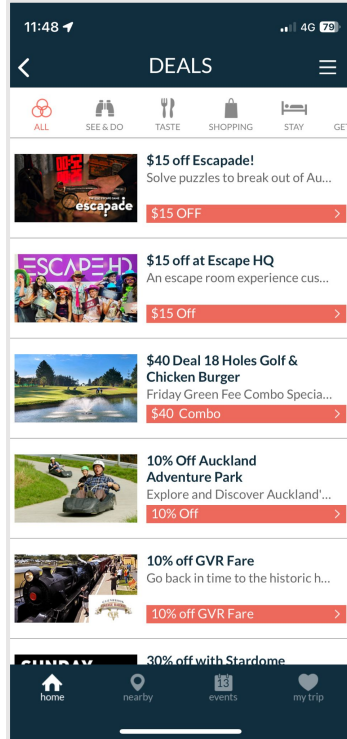 11:48
4G 79
DEALS
ALL
SEE & DO
TASTE
SHOPPING
STAY
GE
escapade
$15 off Escapade!
Solve puzzles to break out of Au...
$15 OFF
ESCAPE HQ
$15 off at Escape HQ
An escape room experience cus...
$15 Off
$40 Deal 18 Holes Golf &
Chicken Burger
Friday Green Fee Combo Specia...
$40 Combo
10% Off Auckland
Adventure Park
Explore and Discover Auckland'...
10% Off
10% off GVR Fare
Go back in time to the historic h...
10% off GVR Fare
SUNDAY
30% off with Stardome
home
nearby
13
events
my trip